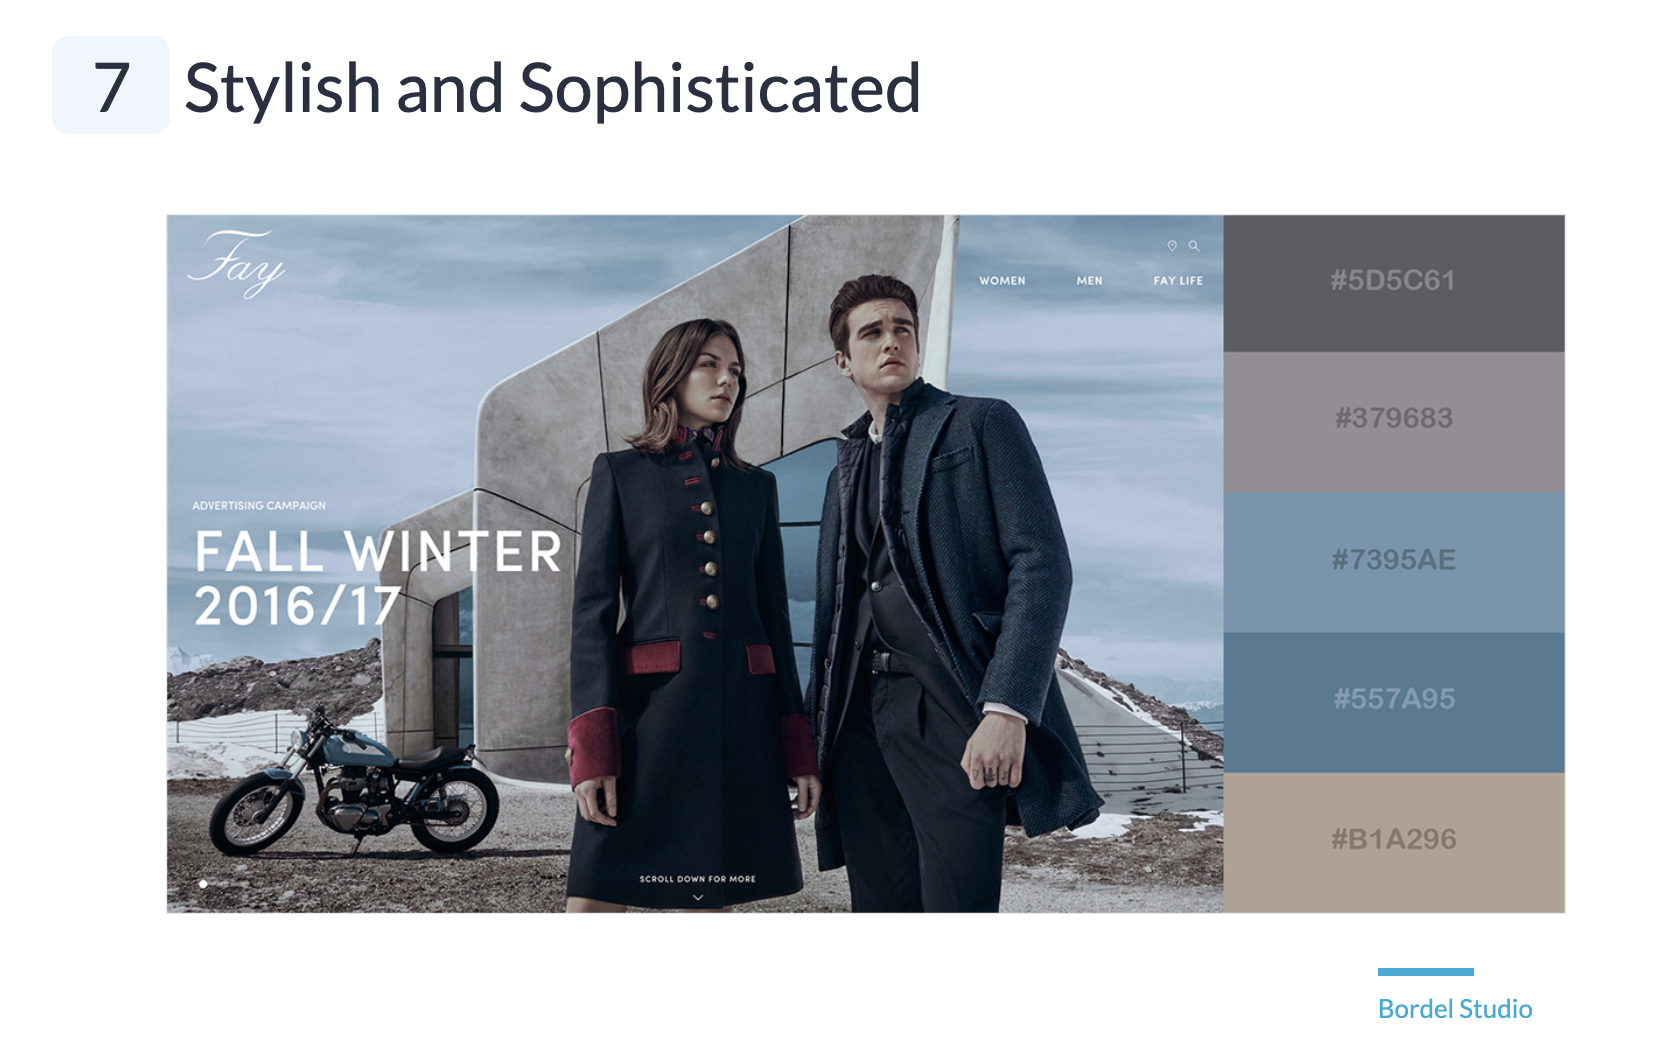 7 Stylish and Sophisticated
Fay
WOMEN MEN FAY LIFE
ADVERTISING CAMPAIGN
FALL WINTER
2016/17
SCROLL DOWN FOR MORE
#5D5C61
#379683
#7395AE
#557A95
#B1A296
Bordel Studio